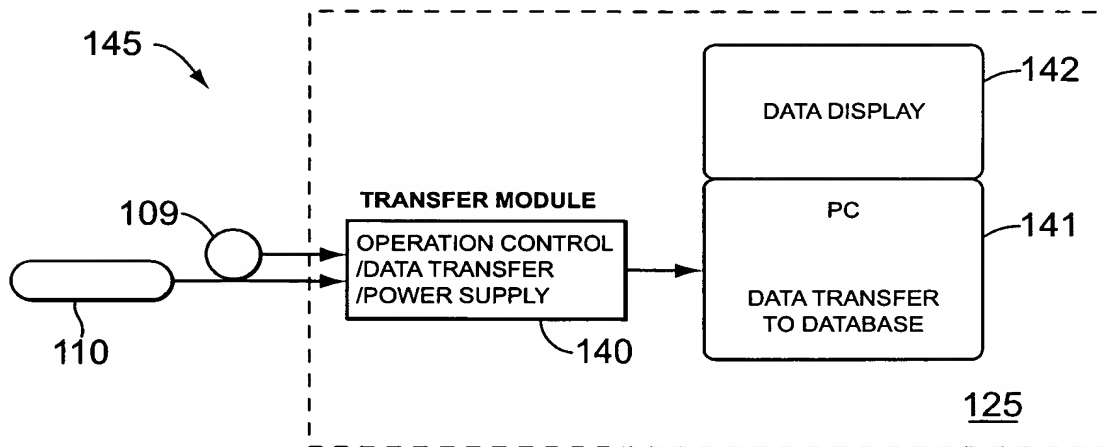 145
142
DATA DISPLAY
TRANSFER MODULE
109
PC
141
OPERATION CONTROL
/DATA TRANSFER
/POWER SUPPLY
DATA TRANSFER
TO DATABASE
110
140
125